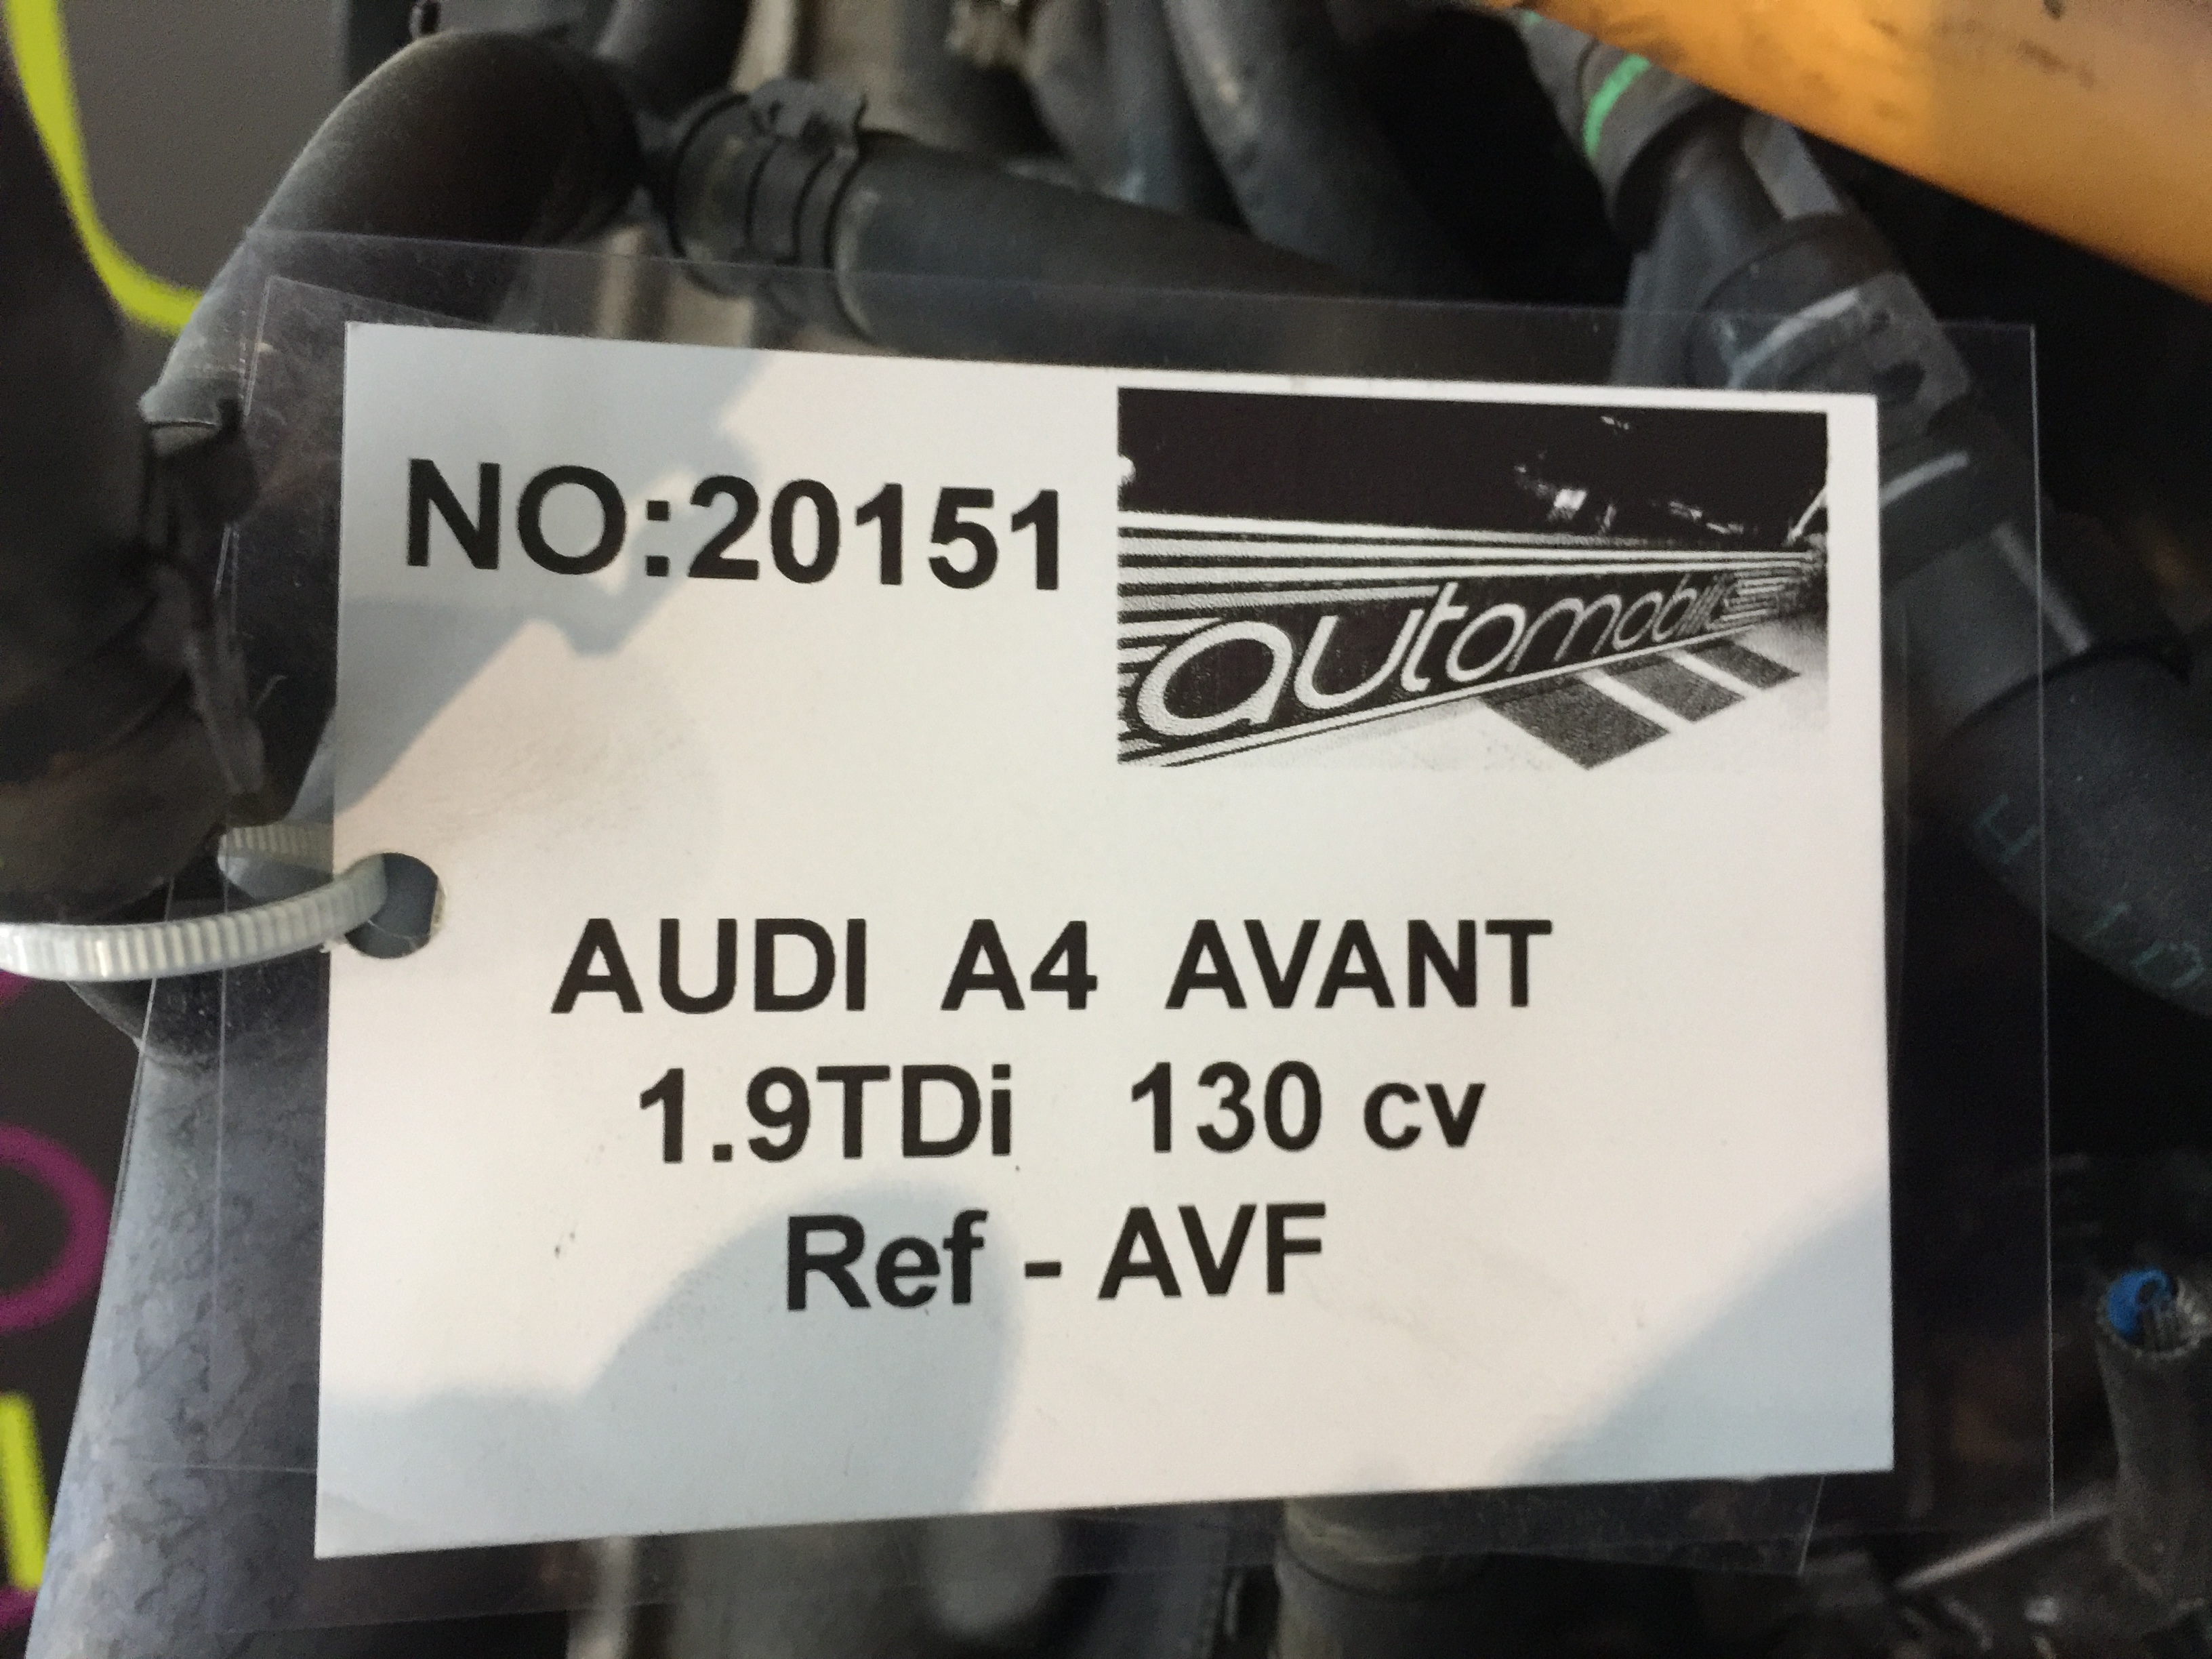 NO:20151
automobile
AUDI A4 AVANT
1.9TDi 130 cv
Ref - AVF